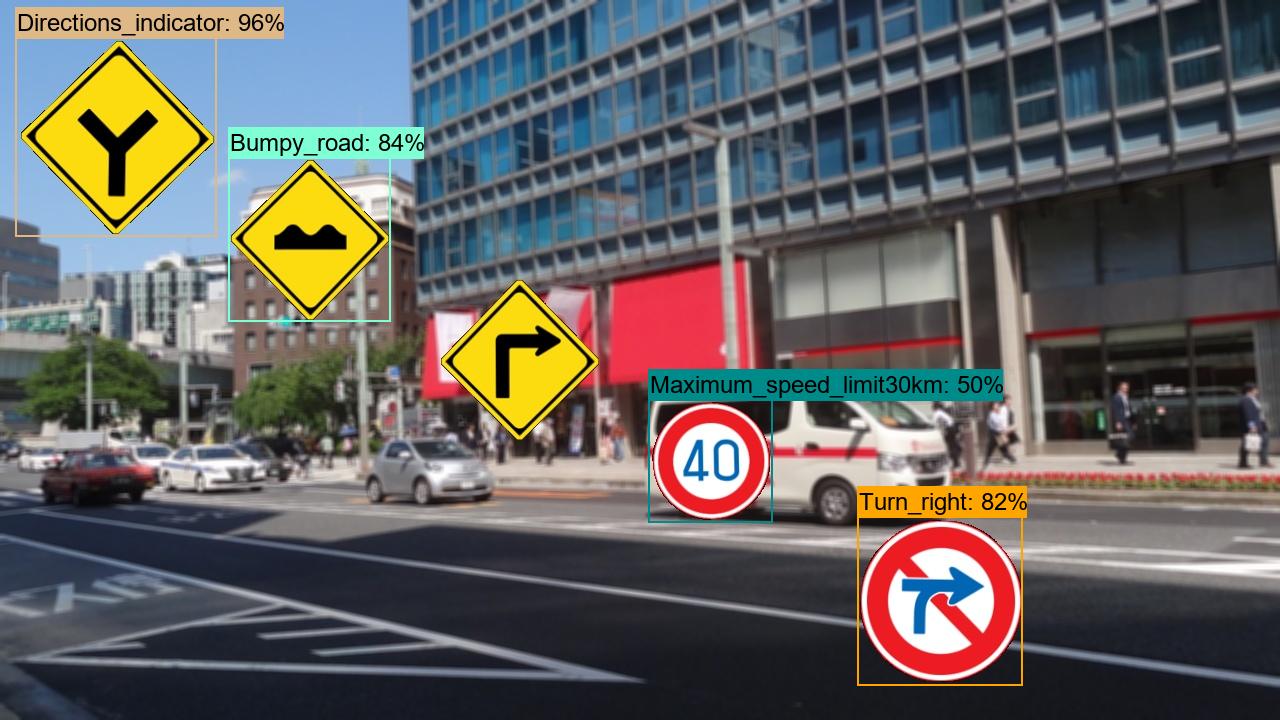 Directions_indicator: 96%
Bumpy_road: 84%
Maximum_speed_limit30km: 50%
40
Turn_right: 82%